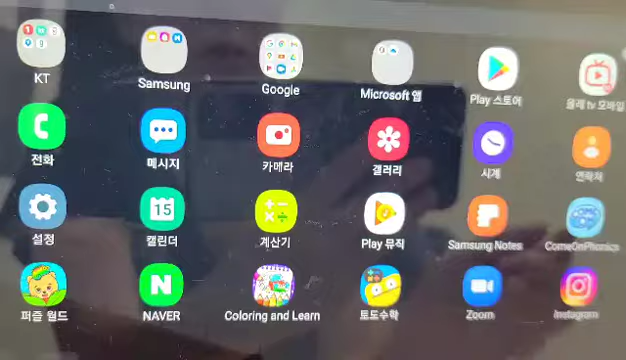 KT
Samsung
Google
Microsoft 앱
Play 스토어
올레 tv 모바일
전화
메시지
카메라
갤러리
시계
연락처
설정
15
캘린더
계산기
Play 뮤직
Samsung Notes
ComeOnPhonics
퍼즐 월드
N
NAVER
Coloring and Learn
토도수학
Zoom
Instagram